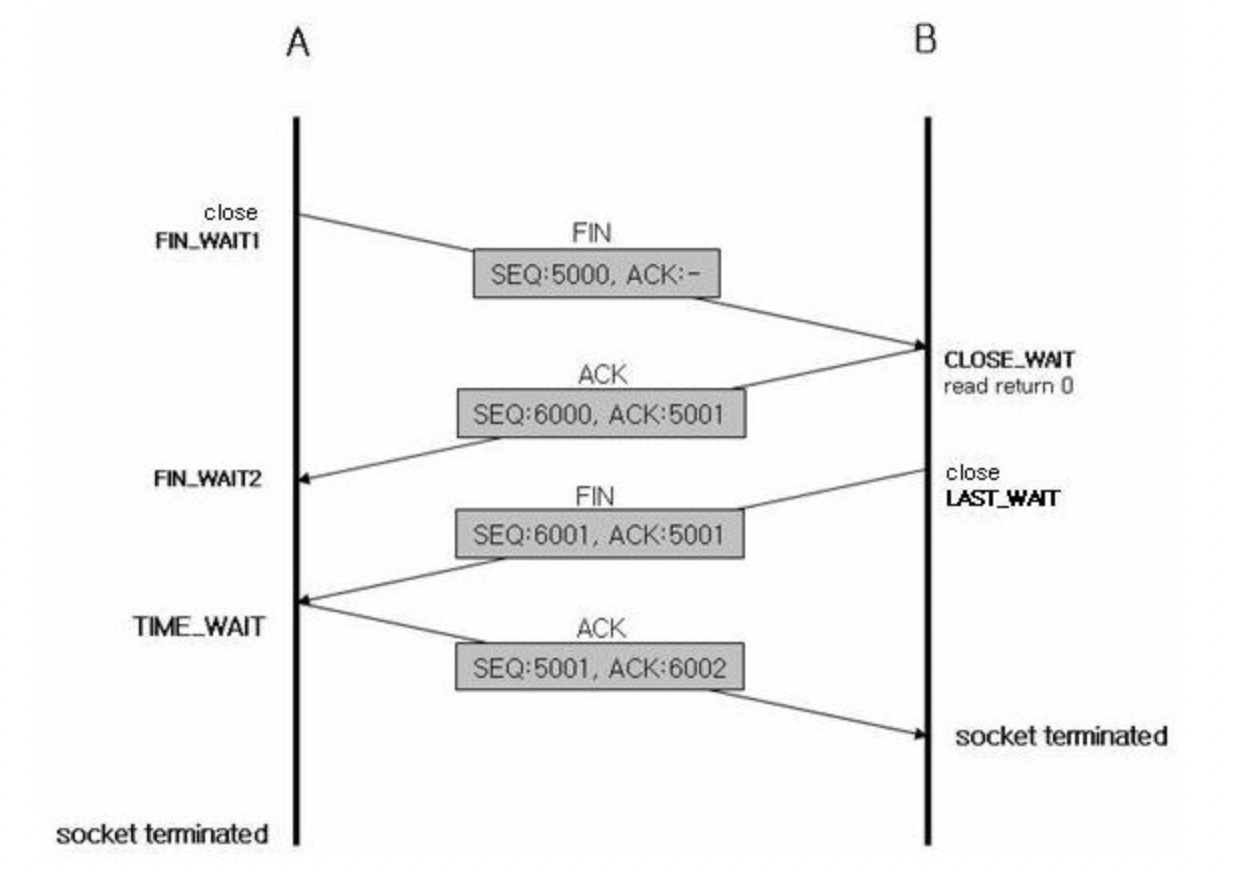 A
B
close
FIN_WAIT1
FIN
SEQ:5000, ACK:-
CLOSE_WAIT
read return 0
ACK
SEQ:6000, ACK:5001
FIN_WAIT2
close
LAST_WAIT
FIN
SEQ:6001, ACK:5001
TIME_WAIT
ACK
SEQ:5001, ACK:6002
socket terminated
socket terminated